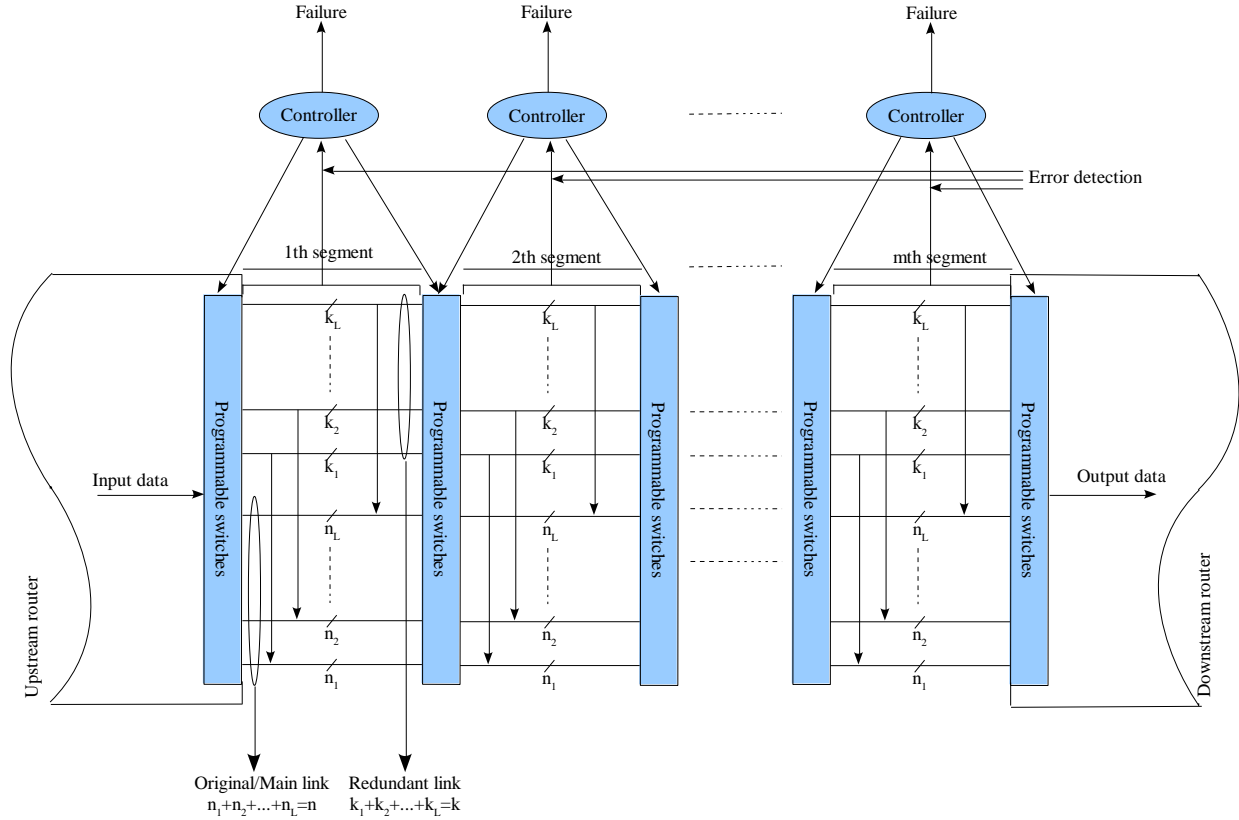 Failure Failure Failure
Controller Controller Controller
Error detection
1th segment 2th segment mth segment
k_L k_L k_L
k_2 k_2 k_2
k_1 k_1 k_1
Input data Output data
n_L n_L n_L
n_2 n_2 n_2
n_1 n_1 n_1
Programmable switches
Programmable switches
Programmable switches
Programmable switches
Programmable switches
Upstream router
Downstream router
Original/Main link
n_1+n_2+...+n_L=n
Redundant link
k_1+k_2+...+k_L=k